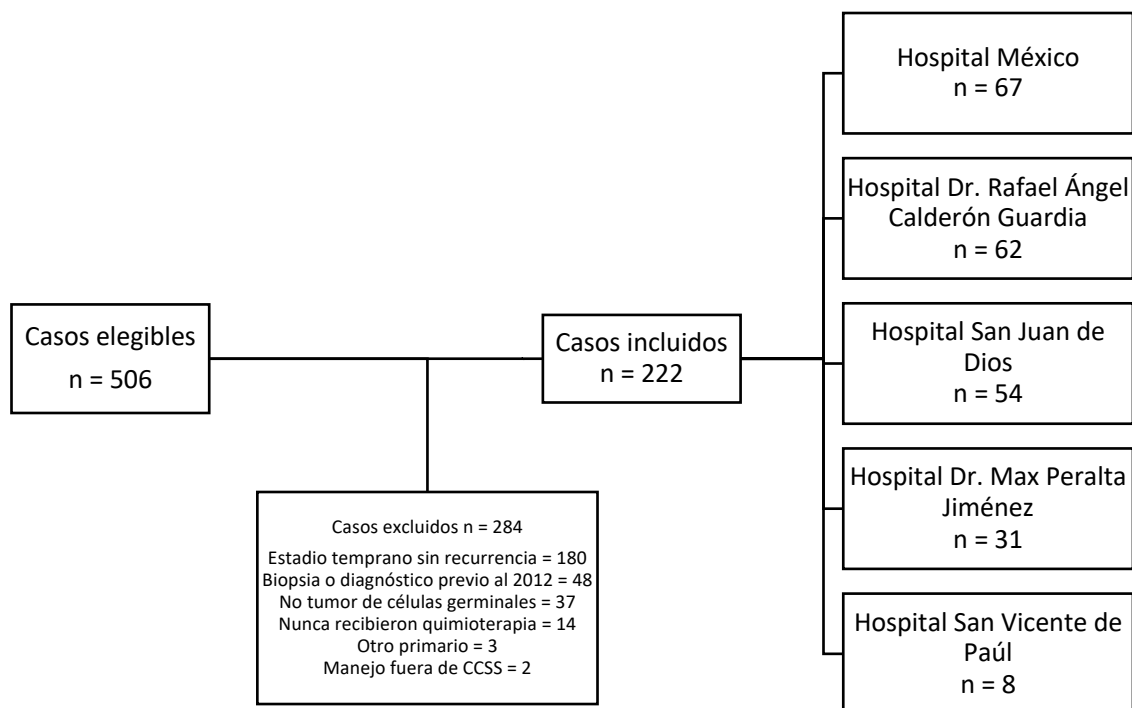 Casos elegibles
n = 506
Casos excluidos n = 284
Estadio temprano sin recurrencia = 180
Biopsia o diagnóstico previo al 2012 = 48
No tumor de células germinales = 37
Nunca recibieron quimioterapia = 14
Otro primario = 3
Manejo fuera de CCSS = 2
Casos incluidos
n = 222
Hospital México
n = 67
Hospital Dr. Rafael Ángel
Calderón Guardia
n = 62
Hospital San Juan de
Dios
n = 54
Hospital Dr. Max Peralta
Jiménez
n = 31
Hospital San Vicente de
Paúl
n = 8